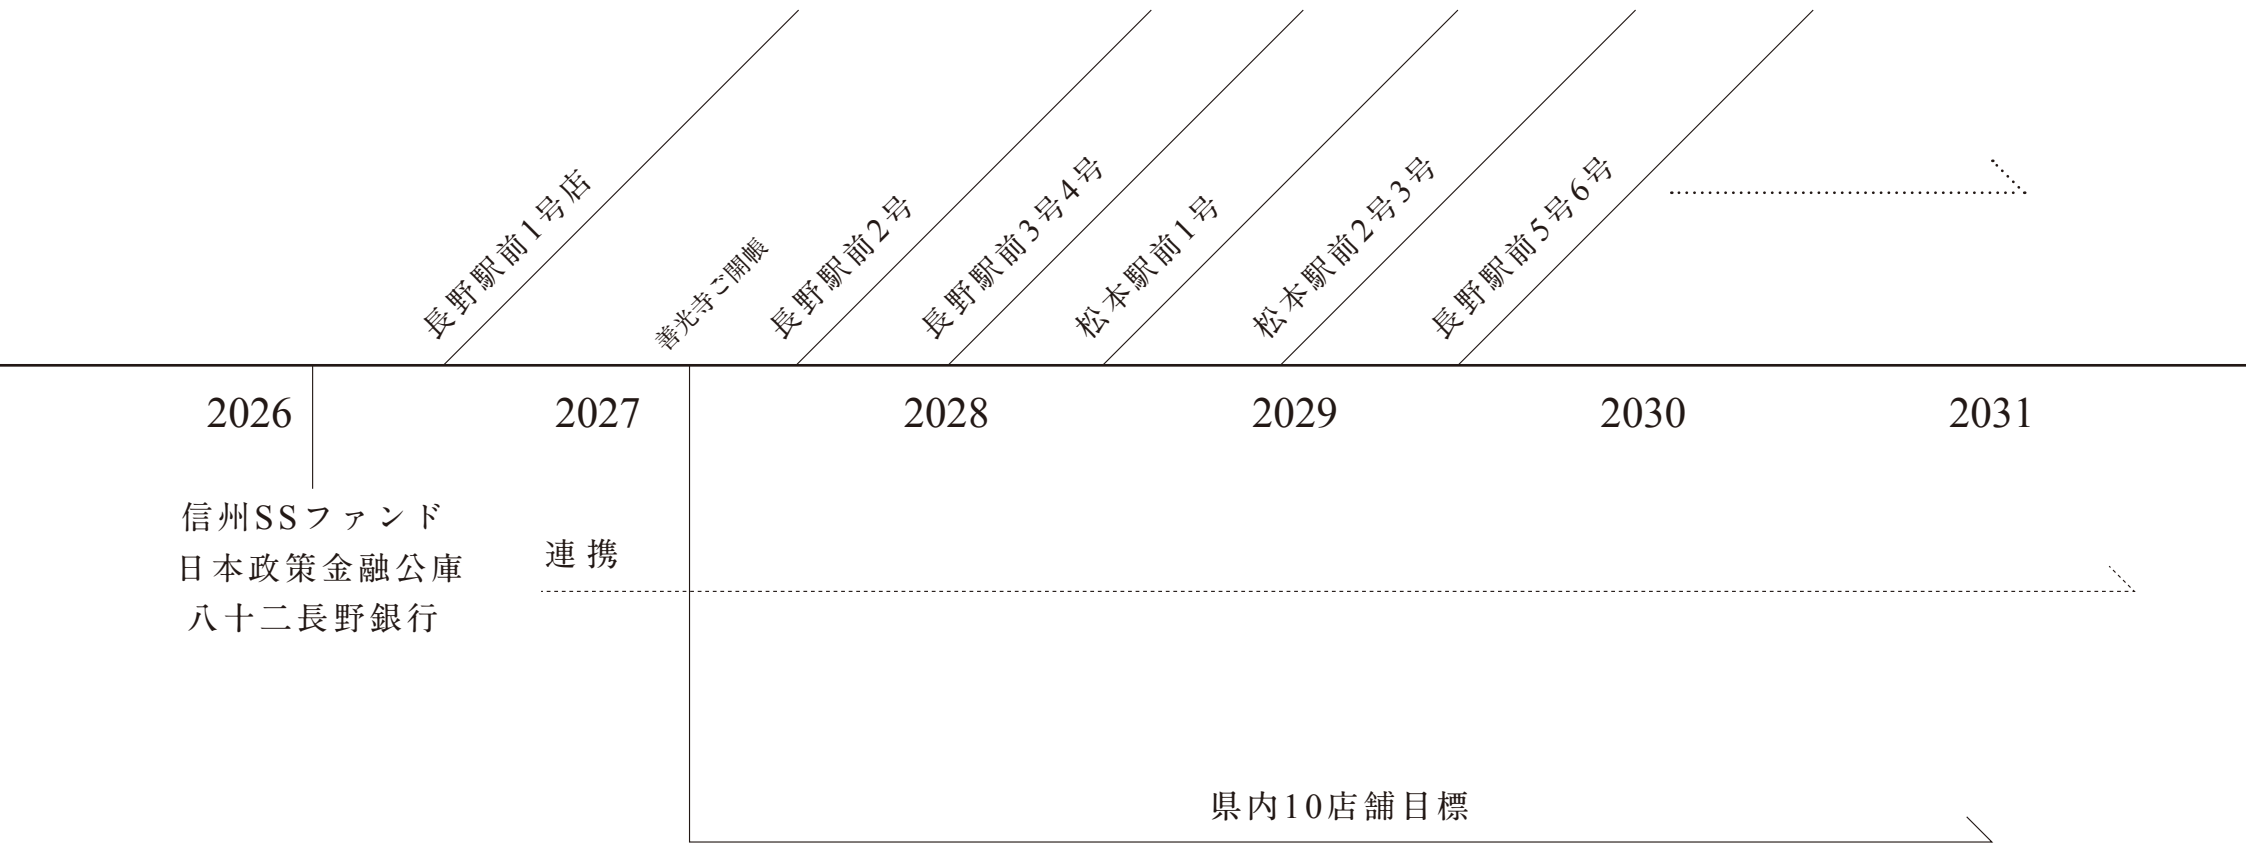 長野駅前1号店
善光寺ご開帳
長野駅前2号
長野駅前3号4号
松本駅前1号
松本駅前2号3号
長野駅前5号6号
2026
2027
2028
2029
2030
2031
信州SSファンド
日本政策金融公庫
八十二長野銀行
連携
県内10店舗目標